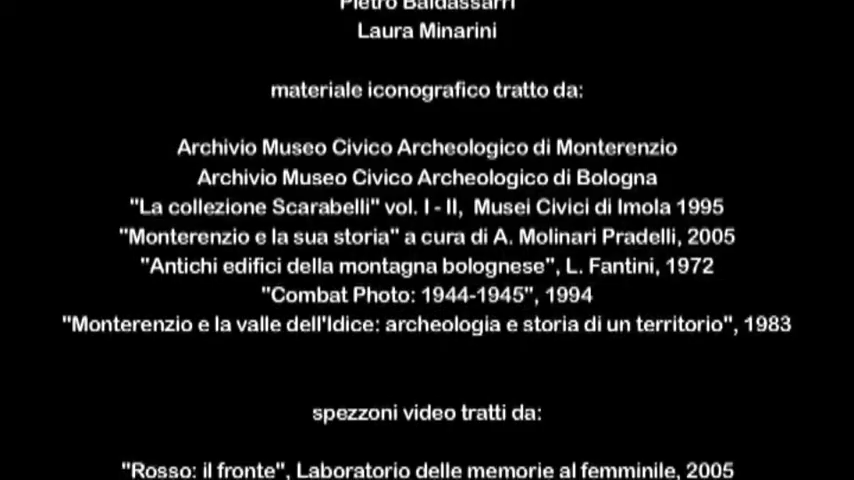 Pietro Baldassarri
Laura Minarini
materiale iconografico tratto da:
Archivio Museo Civico Archeologico di Monterenzio
Archivio Museo Civico Archeologico di Bologna
"La collezione Scarabelli" vol. I - II, Musei Civici di Imola 1995
"Monterenzio e la sua storia" a cura di A. Molinari Pradelli, 2005
"Antichi edifici della montagna bolognese", L. Fantini, 1972
"Combat Photo: 1944-1945", 1994
"Monterenzio e la valle dell'Idice: archeologia e storia di un territorio", 1983
spezzoni video tratti da:
"Rosso: il fronte", Laboratorio delle memorie al femminile, 2005